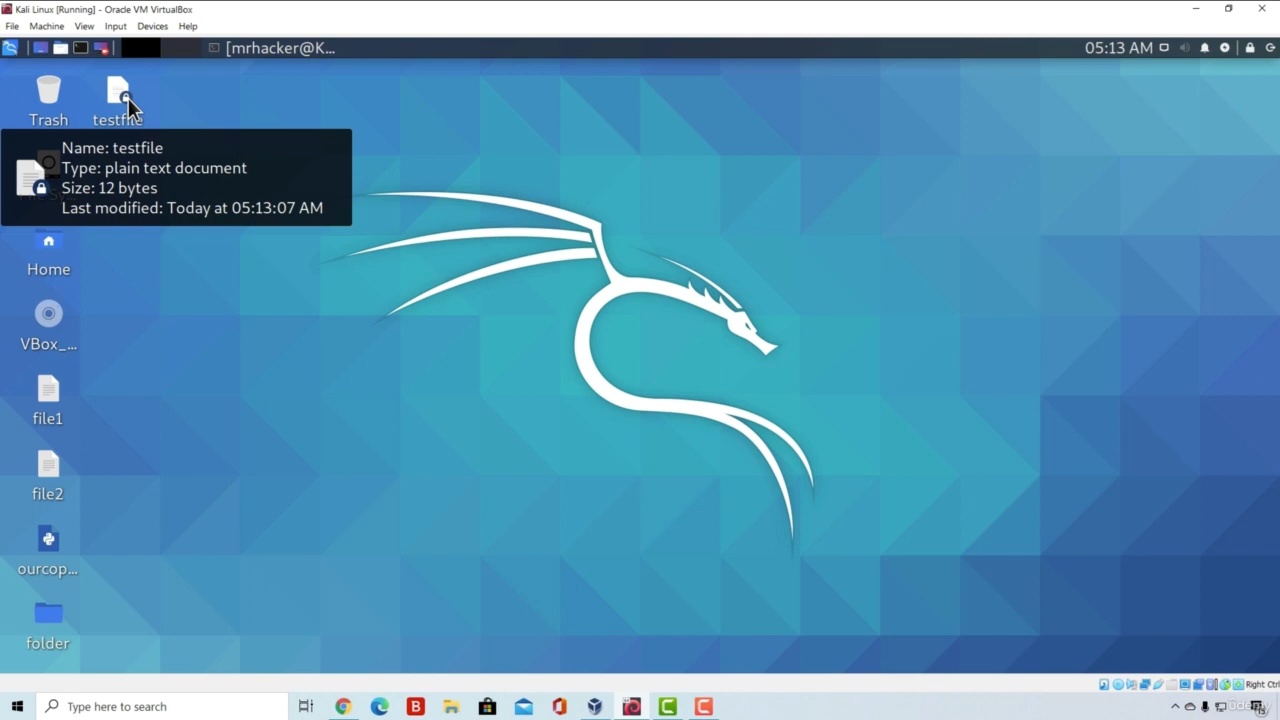 Kali Linux [Running] - Oracle VM VirtualBox
File Machine View Input Devices Help
[mrhacker@K...
05:13 AM
Trash
testfile
Name: testfile
Type: plain text document
Size: 12 bytes
Last modified: Today at 05:13:07 AM
Home
VBox_...
file1
file2
ourcop...
folder
Right Ctrl
Type here to search